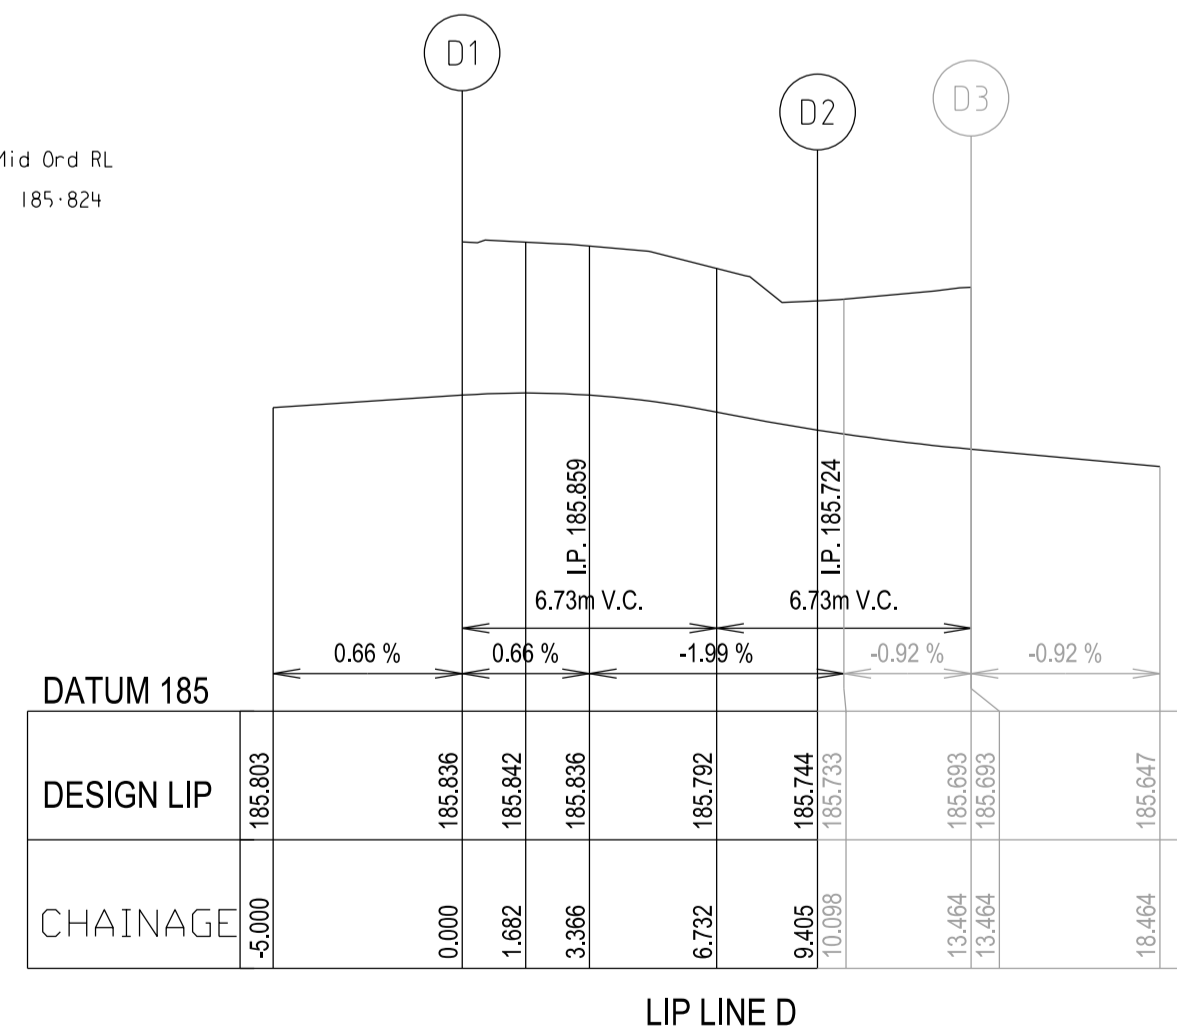 D1
D2
D3
Mid Ord RL
185·824
I.P. 185.859
I.P. 185.724
6.73m V.C.
6.73m V.C.
0.66 %
0.66 %
-1.99 %
-0.92 %
-0.92 %
DATUM 185
DESIGN LIP
185.803
185.836
185.842
185.836
185.792
185.744
185.733
185.693
185.693
185.647
CHAINAGE
-5.000
0.000
1.682
3.366
6.732
9.405
10.098
13.464
13.464
18.464
LIP LINE D